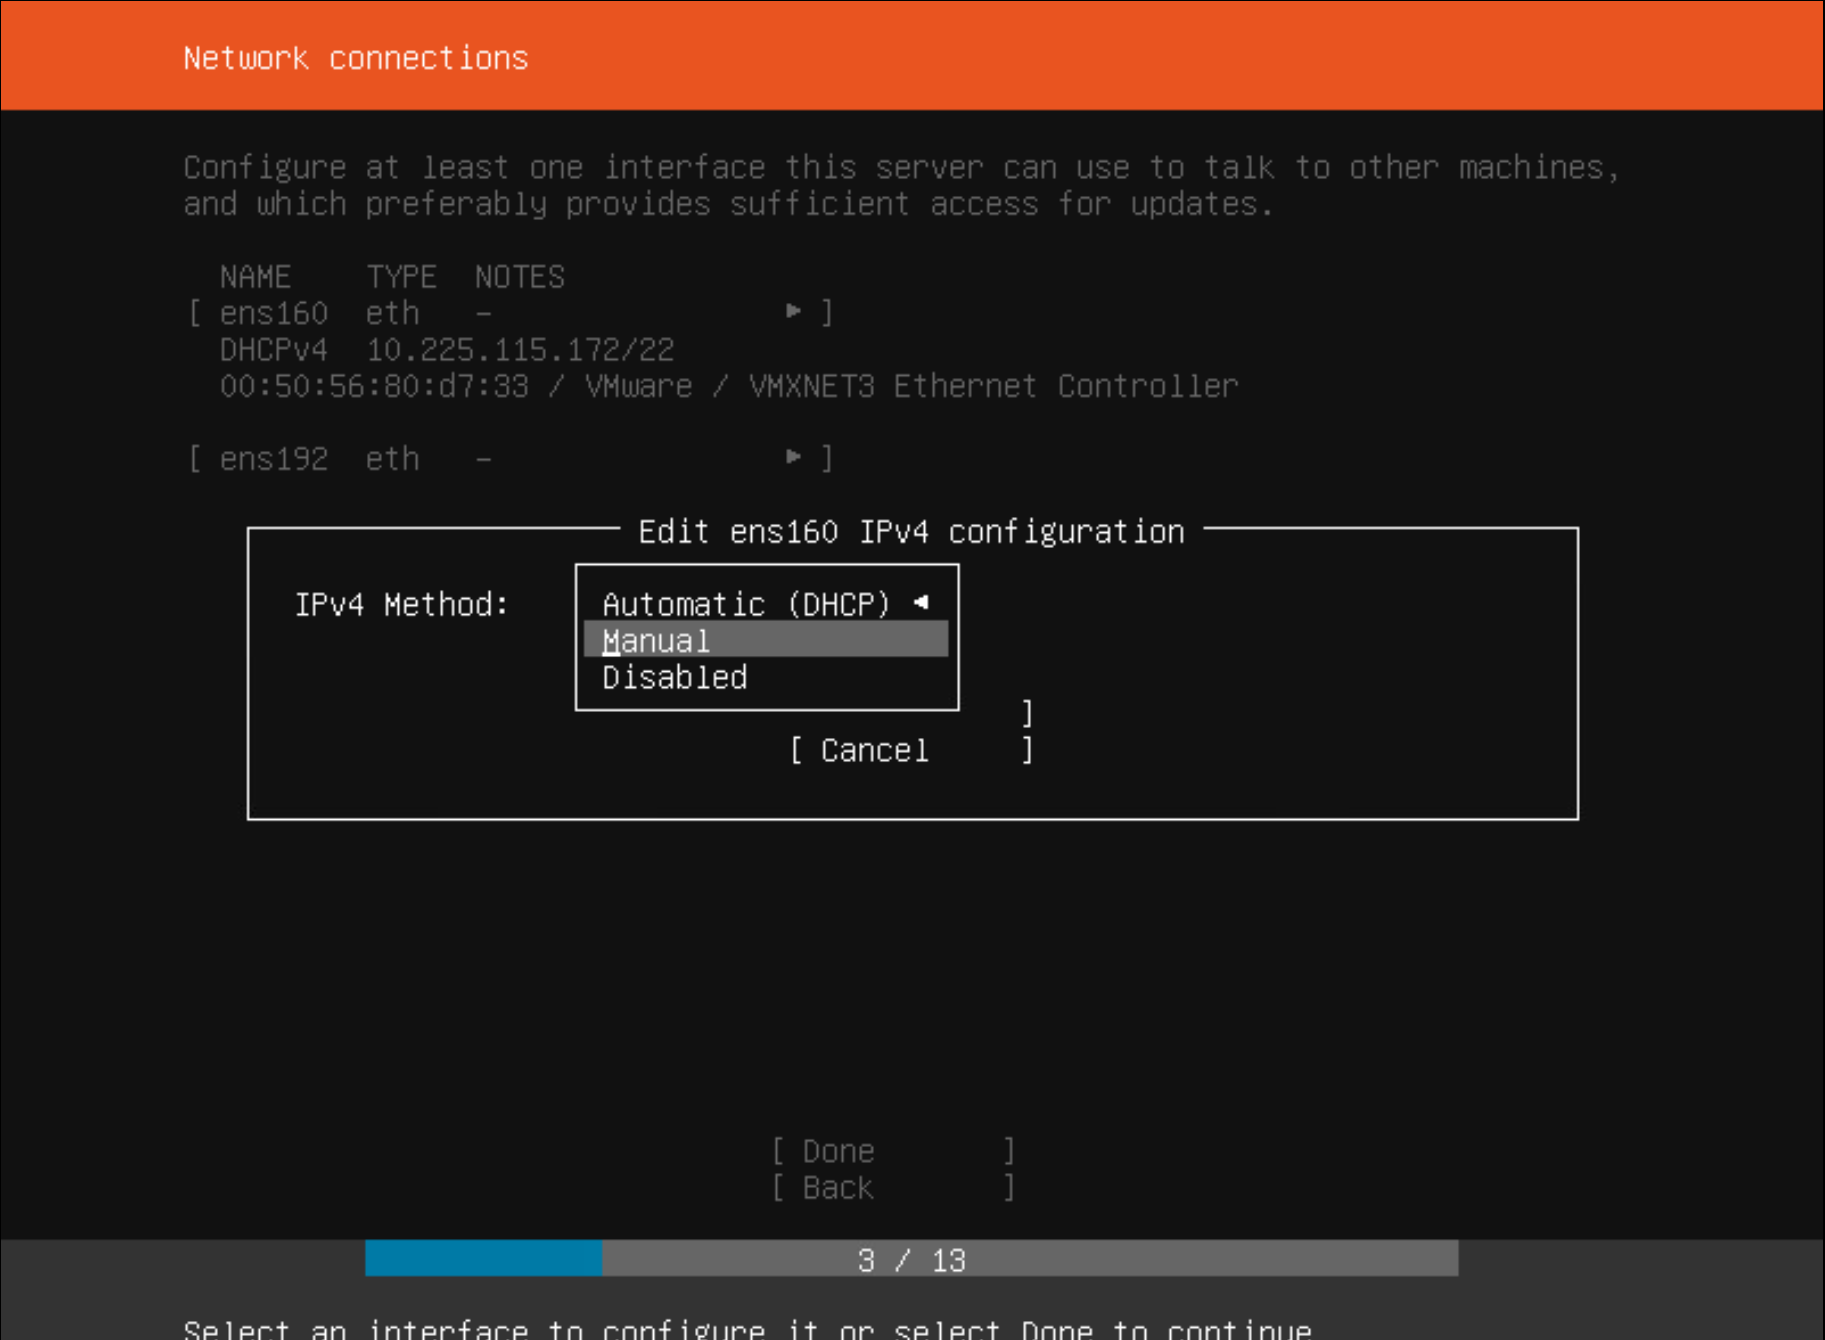 Network connections
Configure at least one interface this server can use to talk to other machines,
and which preferably provides sufficient access for updates.
NAME TYPE NOTES
[ ens160 eth – ▸ ]
DHCPv4 10.225.115.172/22
00:50:56:80:d7:33 / VMware / VMXNET3 Ethernet Controller
[ ens192 eth – ▸ ]
Edit ens160 IPv4 configuration
IPv4 Method: Automatic (DHCP) ◂
Manual
Disabled
]
[ Cancel ]
[ Done ]
[ Back ]
3 / 13
Select an interface to configure it or select Done to continue